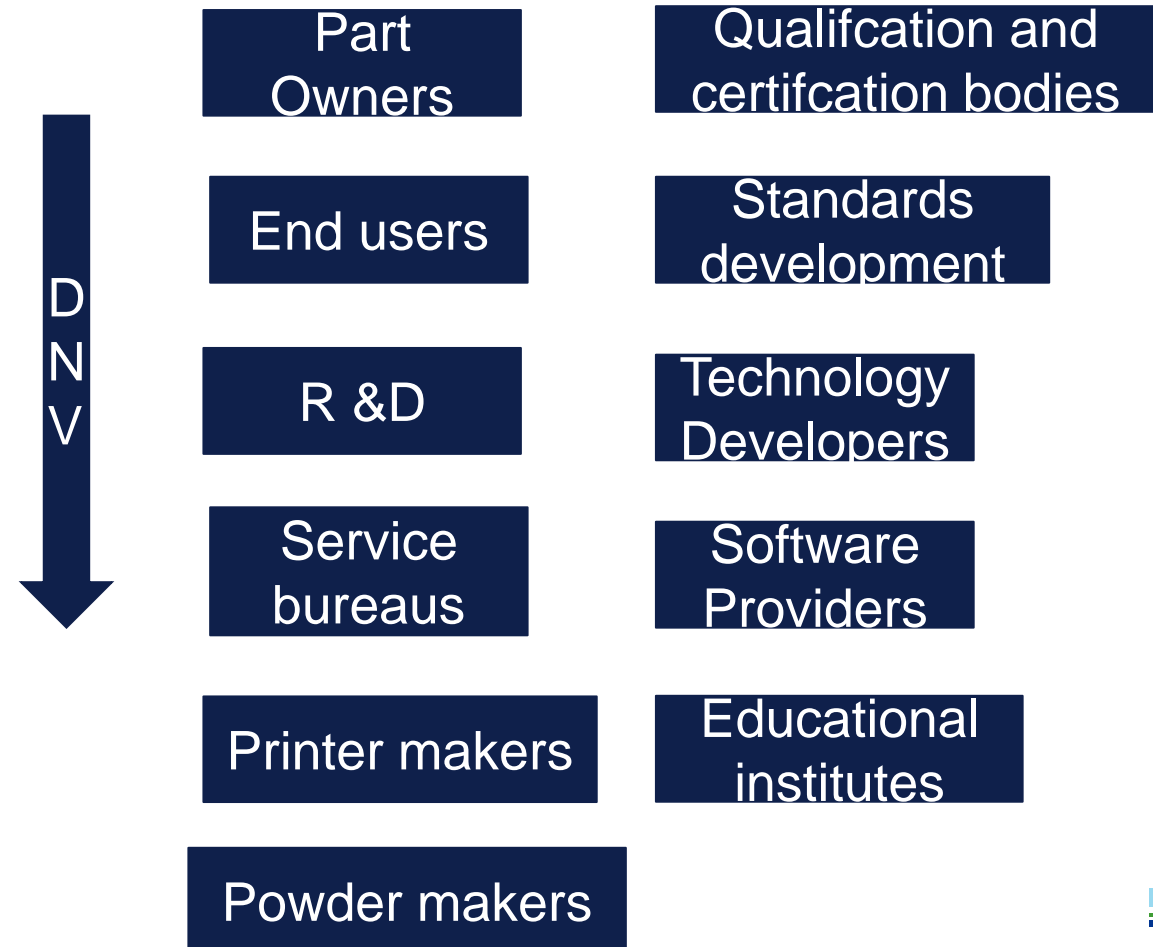 Part
Owners
Qualifcation and
certifcation bodies
D
N
V
End users
Standards
development
R &D
Technology
Developers
Service
bureaus
Software
Providers
Printer makers
Educational
institutes
Powder makers